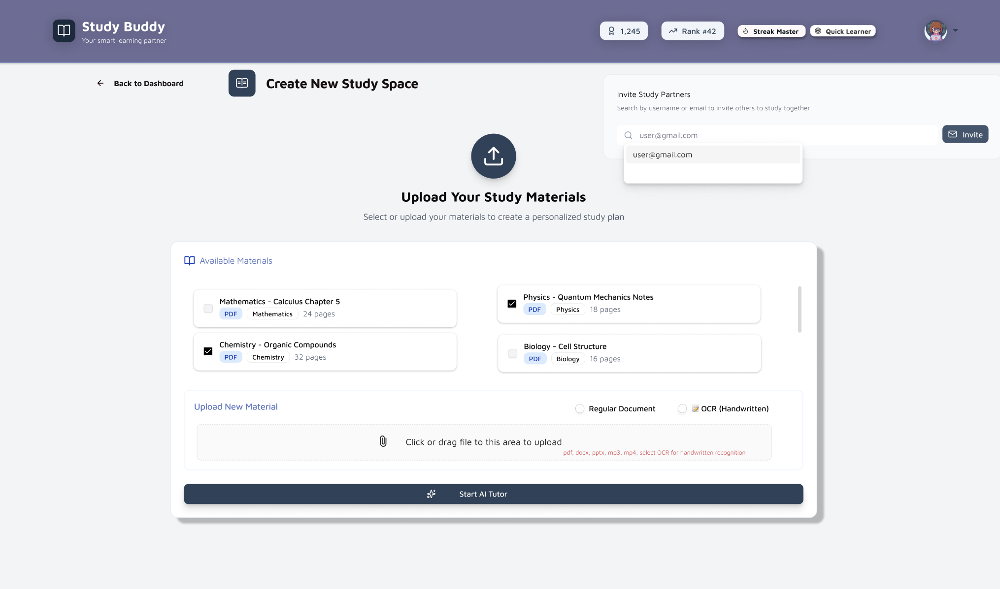 Study Buddy
Your smart learning partner
1,245
Rank #42
Streak Master
Quick Learner
Back to Dashboard
Create New Study Space
Invite Study Partners
Search by username or email to invite others to study together
user@gmail.com
Invite
user@gmail.com
Upload Your Study Materials
Select or upload your materials to create a personalized study plan
Available Materials
Mathematics - Calculus Chapter 5
PDF Mathematics 24 pages
Physics - Quantum Mechanics Notes
PDF Physics 18 pages
Chemistry - Organic Compounds
PDF Chemistry 32 pages
Biology - Cell Structure
PDF Biology 16 pages
Upload New Material
Regular Document
📝 OCR (Handwritten)
Click or drag file to this area to upload
pdf, docx, pptx, mp3, mp4, select OCR for handwritten recognition
Start AI Tutor